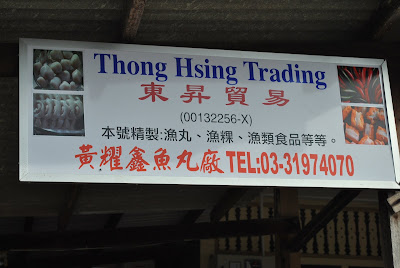 Thong Hsing Trading
東昇貿易
(00132256-X)
本號精製:漁丸、漁粿、漁類食品等等。
黃耀鑫魚丸廠 TEL:03-31974070